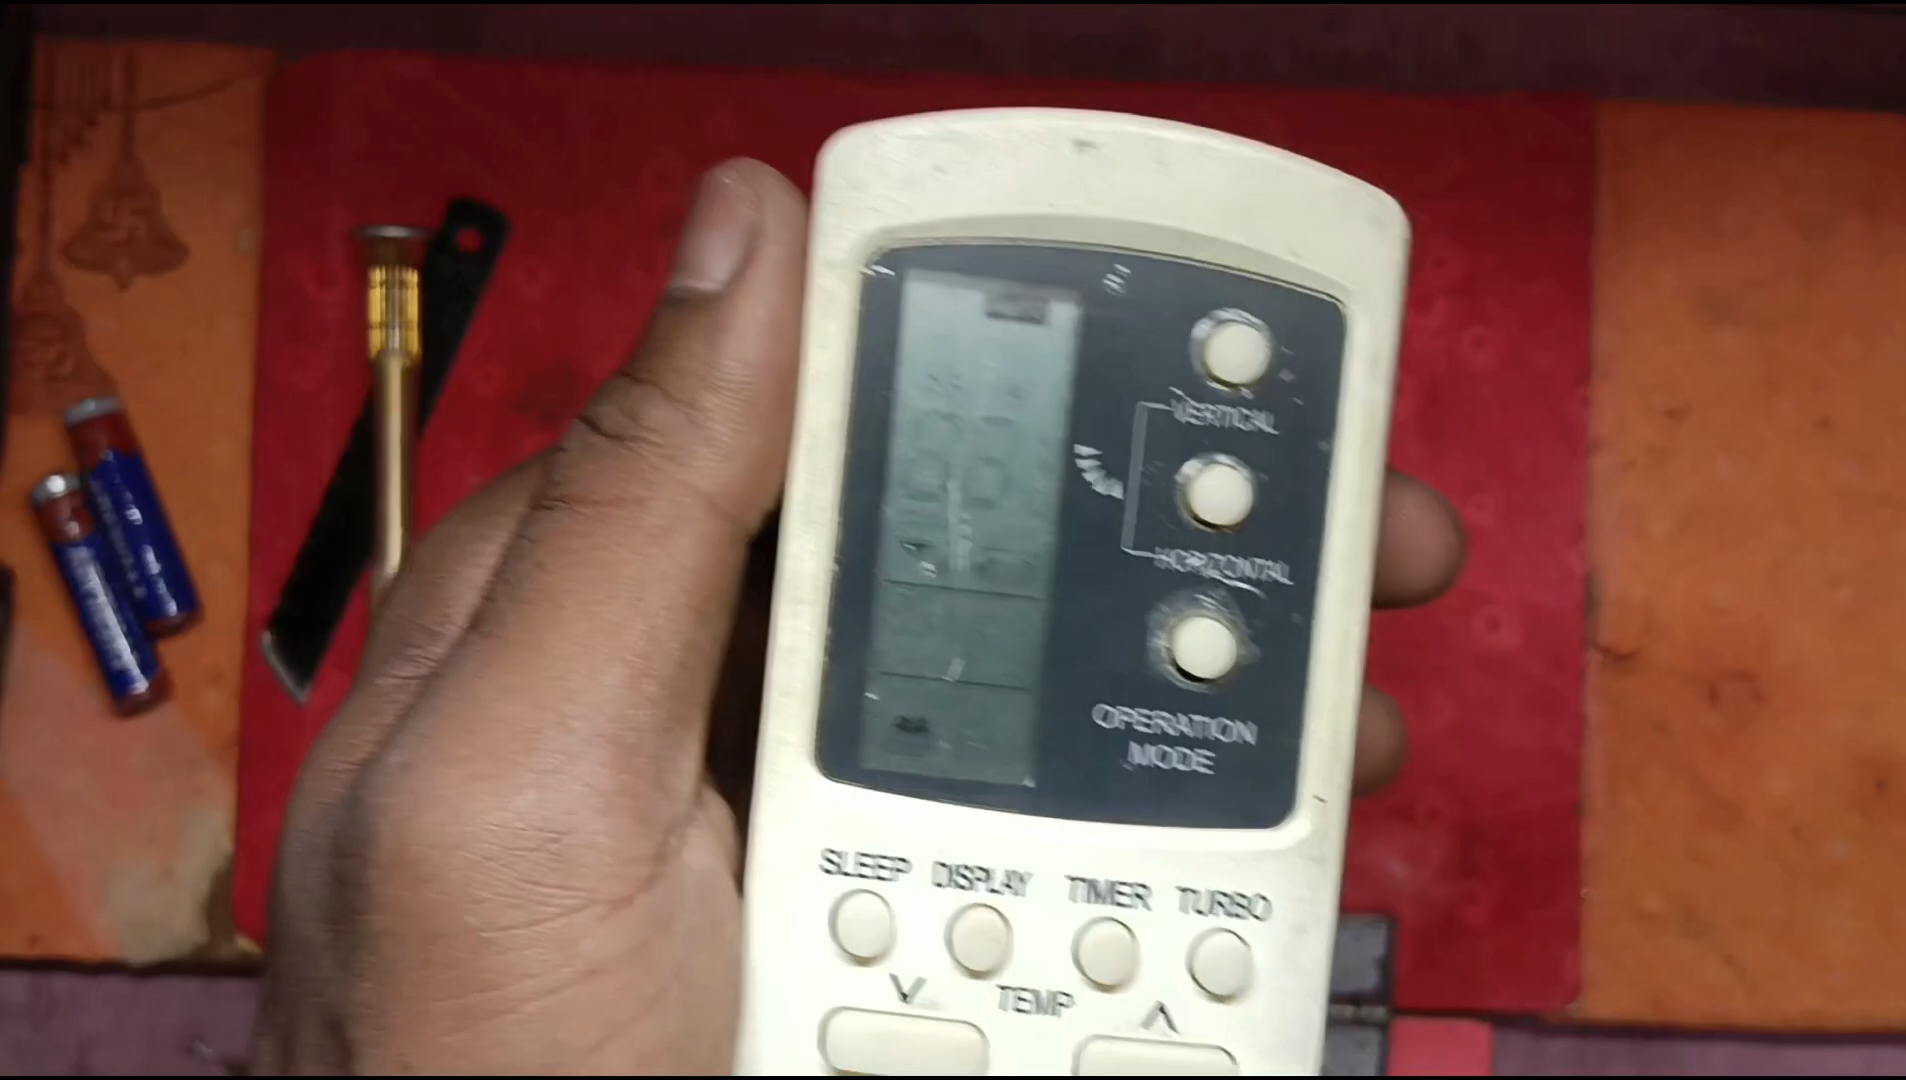 VERTICAL
HORIZONTAL
OPERATION
MODE
SLEEP DISPLAY TIMER TURBO
TEMP